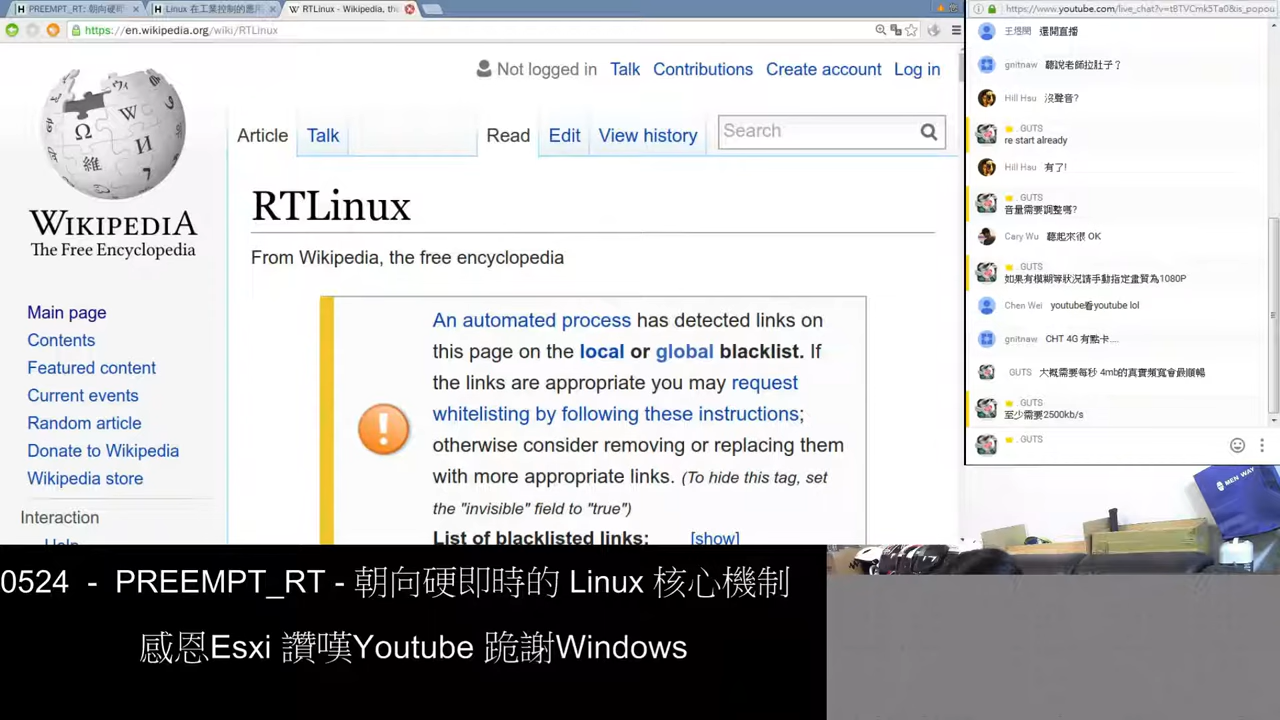 PREEMPT_RT: 朝向硬即
Linux 在工業控制的應用
RTLinux - Wikipedia, the
https://en.wikipedia.org/wiki/RTLinux
Not logged in Talk Contributions Create account Log in
Article Talk Read Edit View history Search
WIKIPEDIA
The Free Encyclopedia
Main page
Contents
Featured content
Current events
Random article
Donate to Wikipedia
Wikipedia store
Interaction
Help
RTLinux
From Wikipedia, the free encyclopedia
An automated process has detected links on
this page on the local or global blacklist. If
the links are appropriate you may request
whitelisting by following these instructions;
otherwise consider removing or replacing them
with more appropriate links. (To hide this tag, set
the "invisible" field to "true")
List of blacklisted links: [show]
https://www.youtube.com/live_chat?v=tBTVCmk5Ta0&is_popou
還開直播
gnitnaw 聽說老師拉肚子？
Hill Hsu 沒聲音?
. GUTS
re start already
Hill Hsu 有了!
. GUTS
音量需要調整嗎?
Cary Wu 聽起來很 OK
. GUTS
如果有模糊等狀況請手動指定畫質為1080P
Chen Wei youtube看youtube lol
gnitnaw CHT 4G 有點卡....
GUTS 大概需要每秒 4mb的真實頻寬會最順暢
. GUTS
至少需要2500kb/s
. GUTS
MEN WAY
0524 - PREEMPT_RT - 朝向硬即時的 Linux 核心機制
感恩Esxi 讚嘆Youtube 跪謝Windows